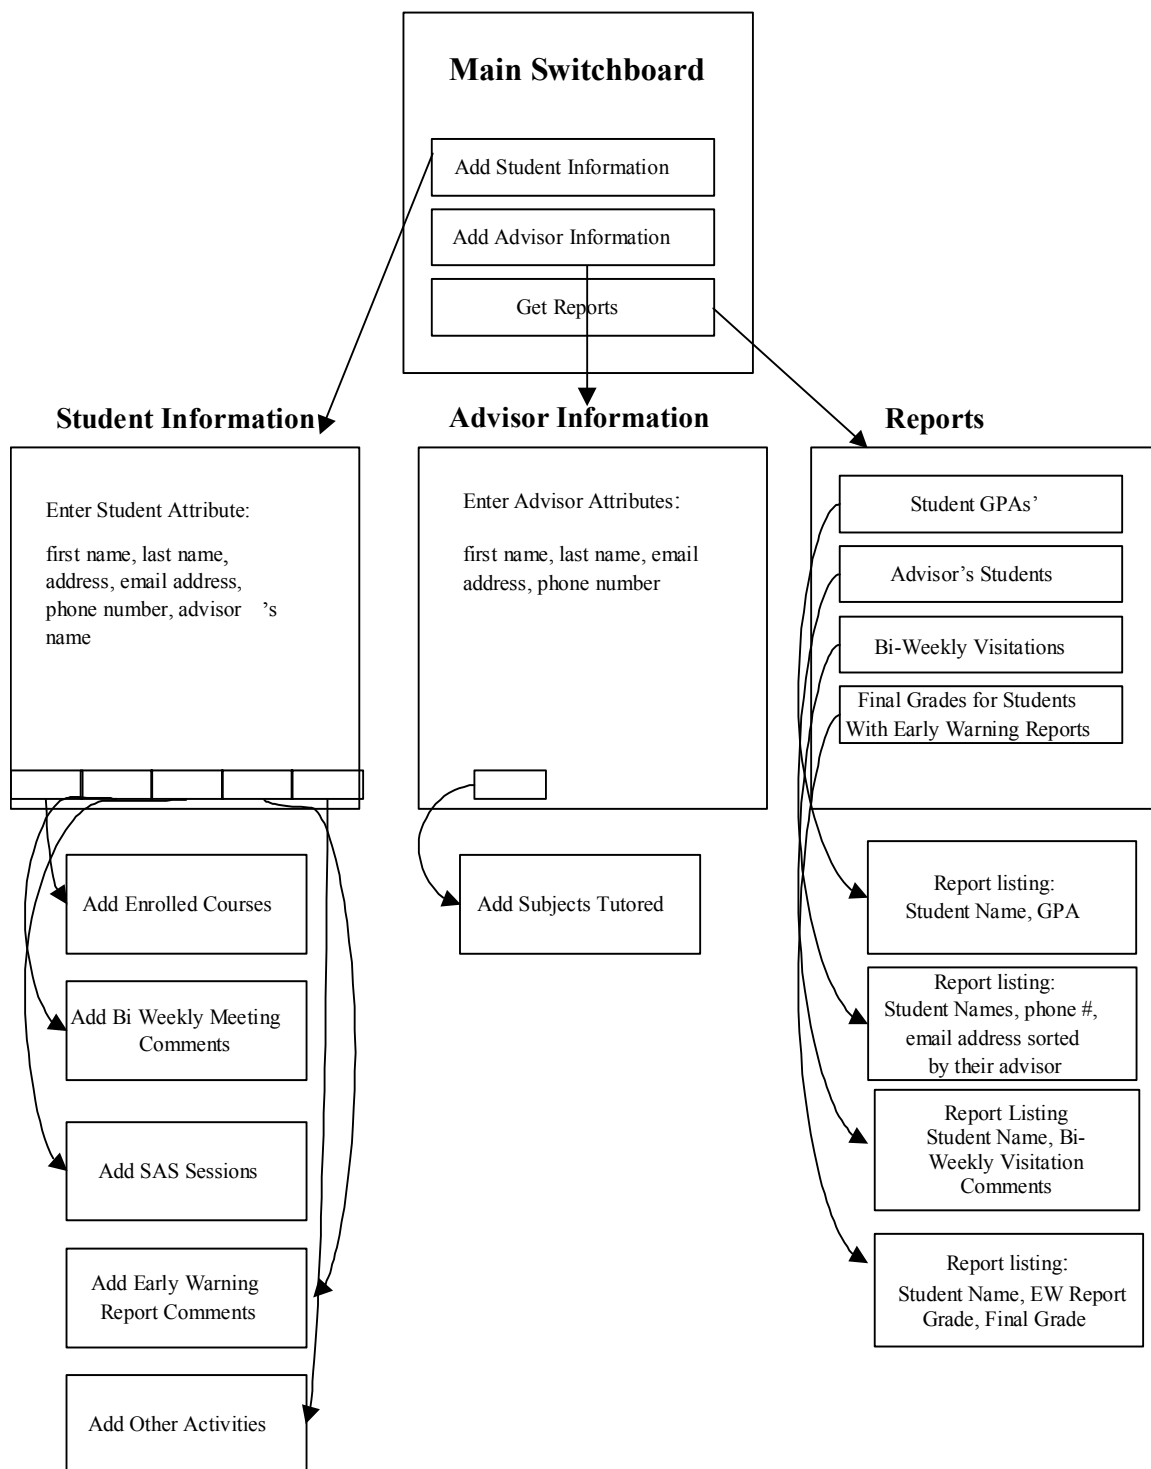 Main Switchboard
Add Student Information
Add Advisor Information
Get Reports
Student Information
Enter Student Attribute:
first name, last name,
address, email address,
phone number, advisor ’s
name
Add Enrolled Courses
Add Bi Weekly Meeting
Comments
Add SAS Sessions
Add Early Warning
Report Comments
Add Other Activities
Advisor Information
Enter Advisor Attributes:
first name, last name, email
address, phone number
Add Subjects Tutored
Reports
Student GPAs’
Advisor’s Students
Bi-Weekly Visitations
Final Grades for Students
With Early Warning Reports
Report listing:
Student Name, GPA
Report listing:
Student Names, phone #,
email address sorted
by their advisor
Report Listing
Student Name, Bi-
Weekly Visitation
Comments
Report listing:
Student Name, EW Report
Grade, Final Grade